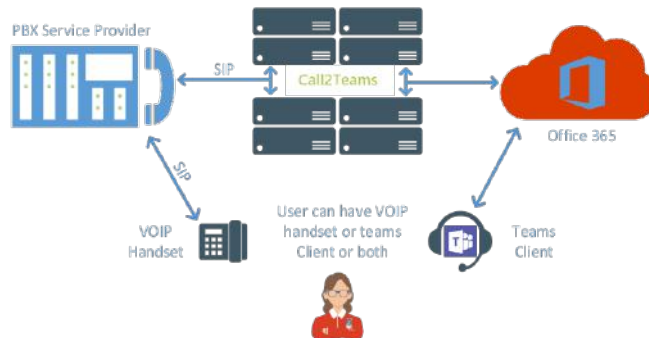 PBX Service Provider
SIP
Call2Teams
Office 365
SIP
VOIP
Handset
User can have VOIP
handset or teams
Client or both
T
Teams
Client